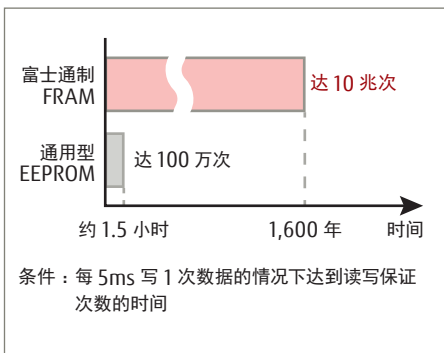 富士通制
FRAM
达 10 兆次
通用型
EEPROM
达 100 万次
约 1.5 小时
1,600 年
时间
条件：每 5ms 写 1 次数据的情况下达到读写保证
次数的时间